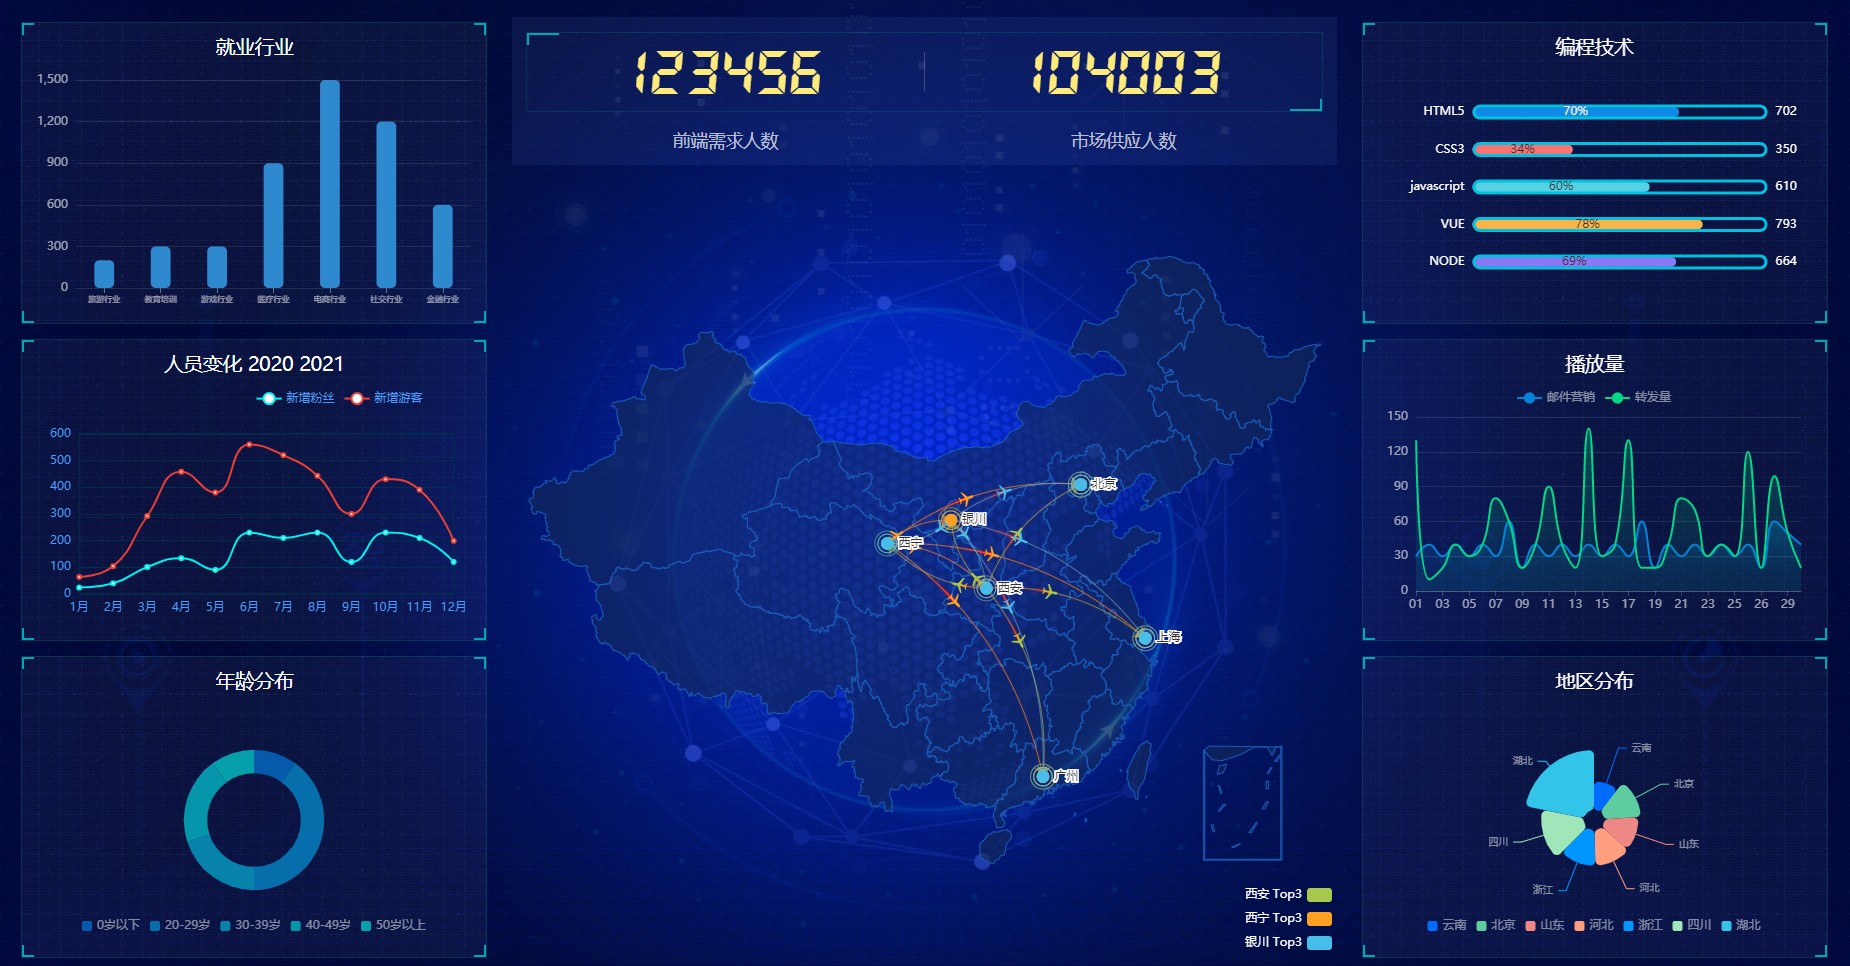 就业行业
1,500
1,200
900
600
300
0
旅游行业 教育培训 游戏行业 医疗行业 电商行业 社交行业 金融行业
人员变化 2020 2021
新增粉丝 新增游客
600
500
400
300
200
100
0
1月 2月 3月 4月 5月 6月 7月 8月 9月 10月 11月 12月
年龄分布
0岁以下 20-29岁 30-39岁 40-49岁 50岁以上
123456 104003
前端需求人数 市场供应人数
北京
银川
西宁
西安
上海
广州
西安 Top3
西宁 Top3
银川 Top3
编程技术
HTML5 70% 702
CSS3 34% 350
javascript 60% 610
VUE 78% 793
NODE 69% 664
播放量
邮件营销 转发量
150
120
90
60
30
0
01 03 05 07 09 11 13 15 17 19 21 23 25 26 29
地区分布
云南
湖北
北京
四川
山东
浙江
河北
云南 北京 山东 河北 浙江 四川 湖北